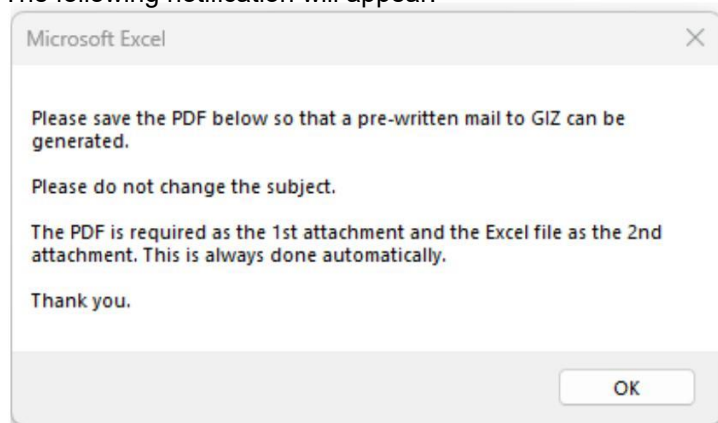 The following notification will appear:
Microsoft Excel
Please save the PDF below so that a pre-written mail to GIZ can be
generated.
Please do not change the subject.
The PDF is required as the 1st attachment and the Excel file as the 2nd
attachment. This is always done automatically.
Thank you.
OK